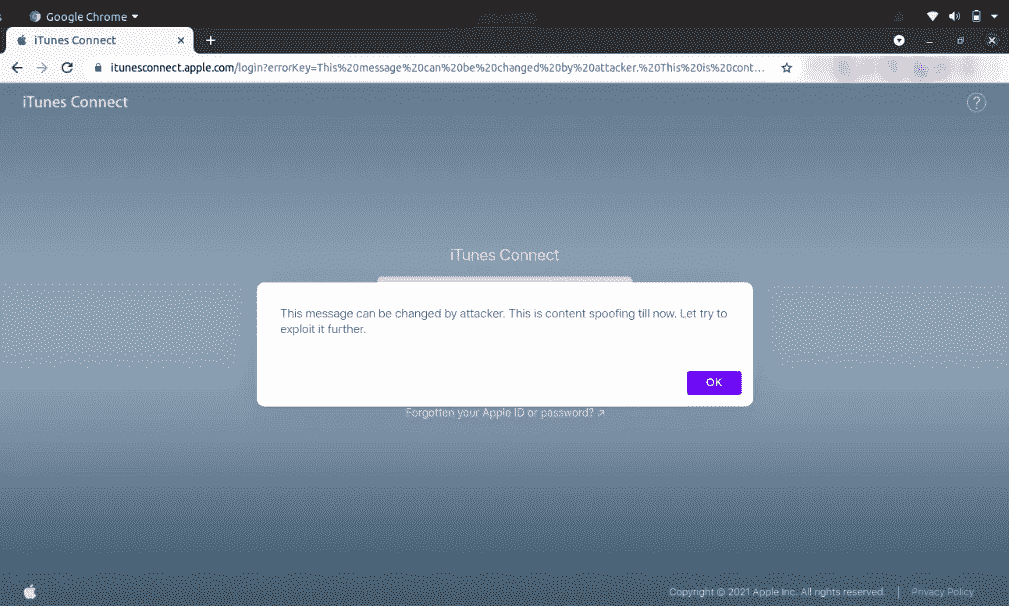 Google Chrome
iTunes Connect
itunesconnect.apple.com/login?errorKey=This%20message%20can%20be%20changed%20by%20attacker.%20This%20is%20cont...
iTunes Connect
?
iTunes Connect
This message can be changed by attacker. This is content spoofing till now. Let try to
exploit it further.
OK
Forgotten your Apple ID or password? ↗
Copyright © 2021 Apple Inc. All rights reserved. | Privacy Policy